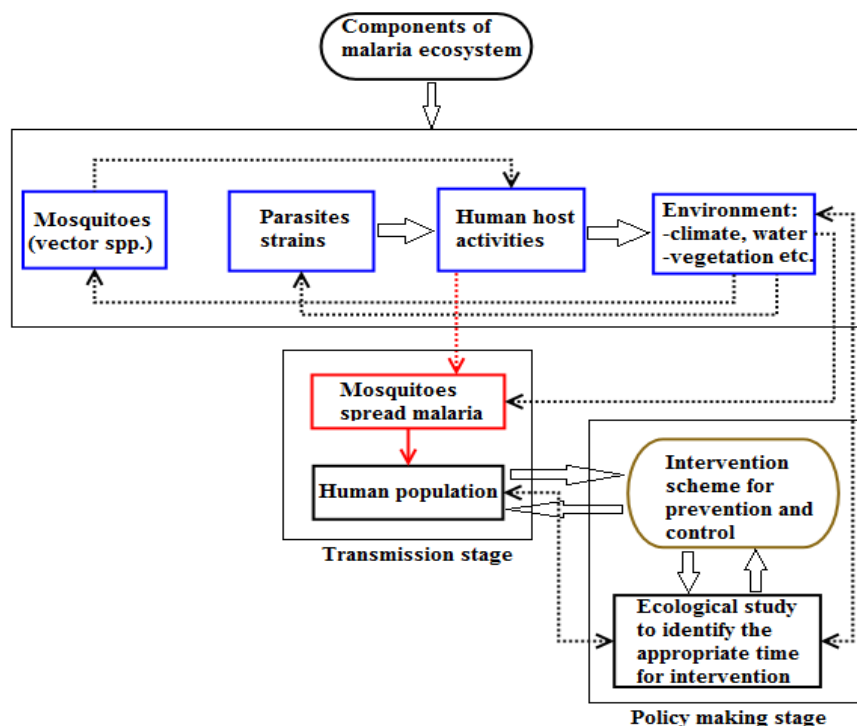 Components of
malaria ecosystem
Mosquitoes
(vector spp.)
Parasites
strains
Human host
activities
Environment:
-climate, water
-vegetation etc.
Mosquitoes
spread malaria
Human population
Transmission stage
Intervention
scheme for
prevention and
control
Ecological study
to identify the
appropriate time
for intervention
Policy making stage